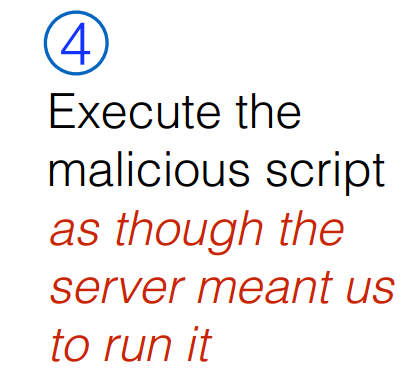 4
Execute the
malicious script
as though the
server meant us
to run it